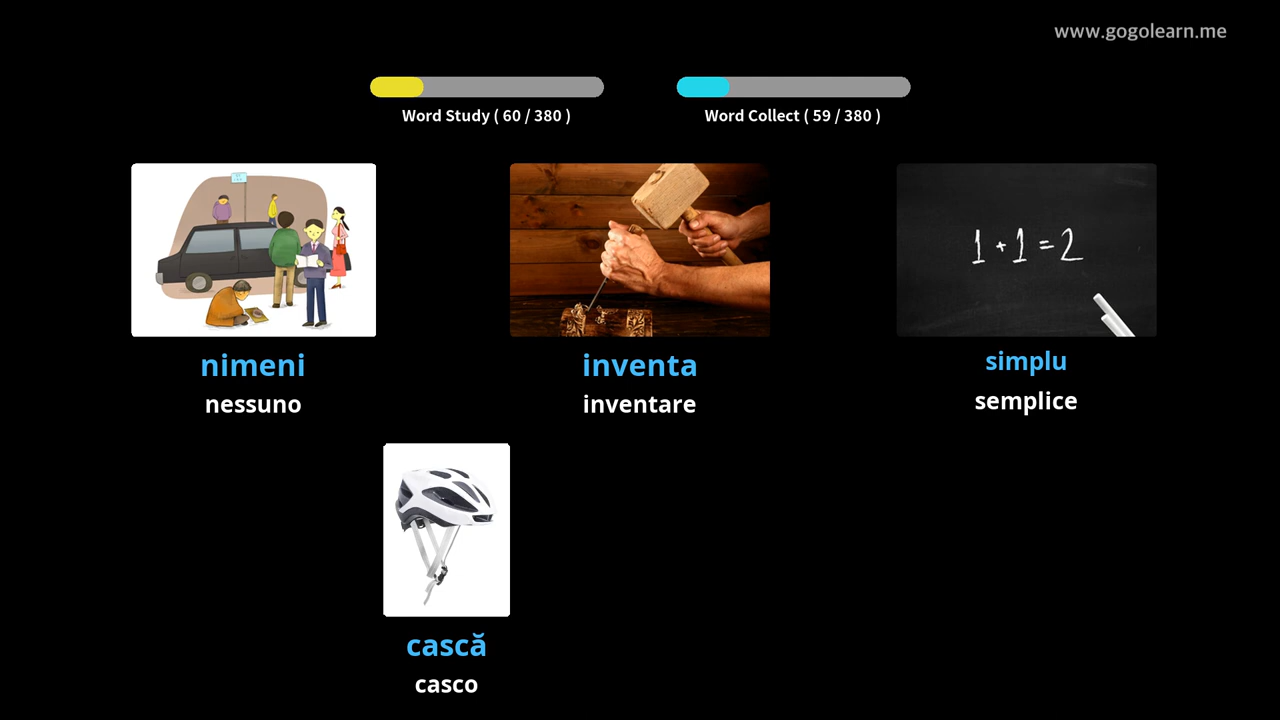 www.gogolearn.me
Word Study ( 60 / 380 )
Word Collect ( 59 / 380 )
nimeni
nessuno
inventa
inventare
1 + 1 = 2
simplu
semplice
cască
casco